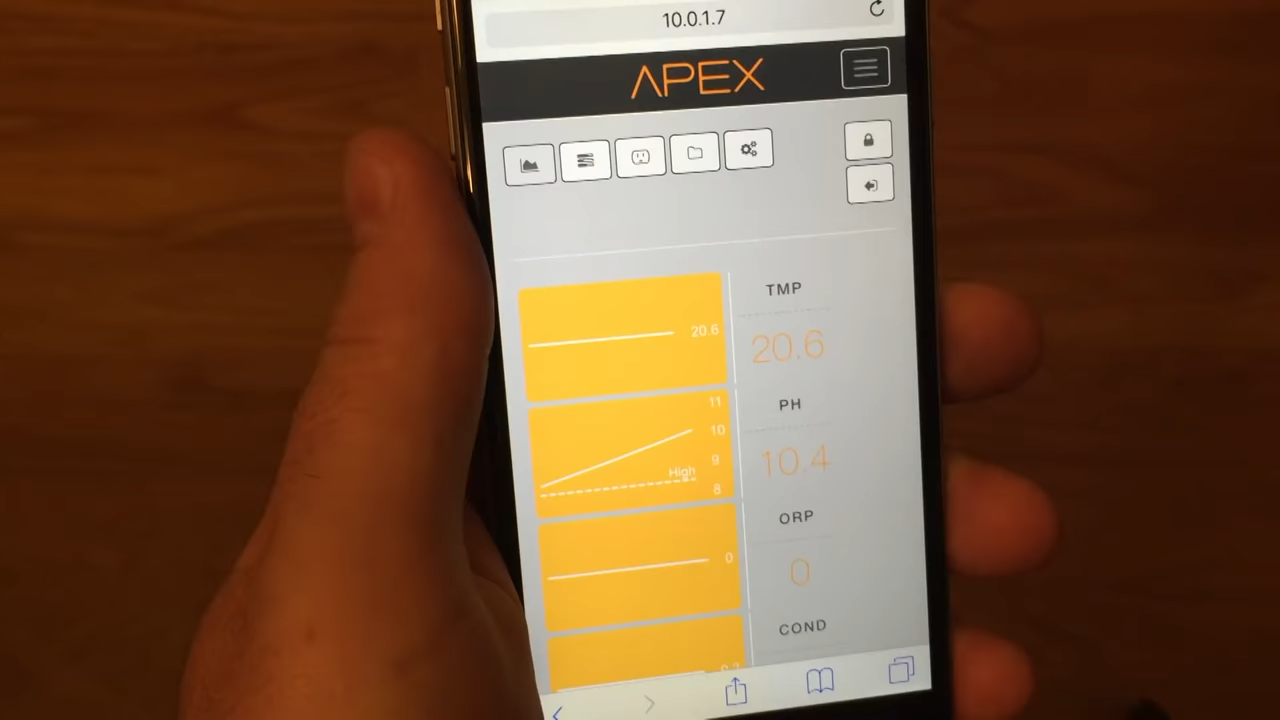 10.0.1.7
APEX
20.6
TMP
20.6
11
10
9
High
8
PH
10.4
0
ORP
0
COND